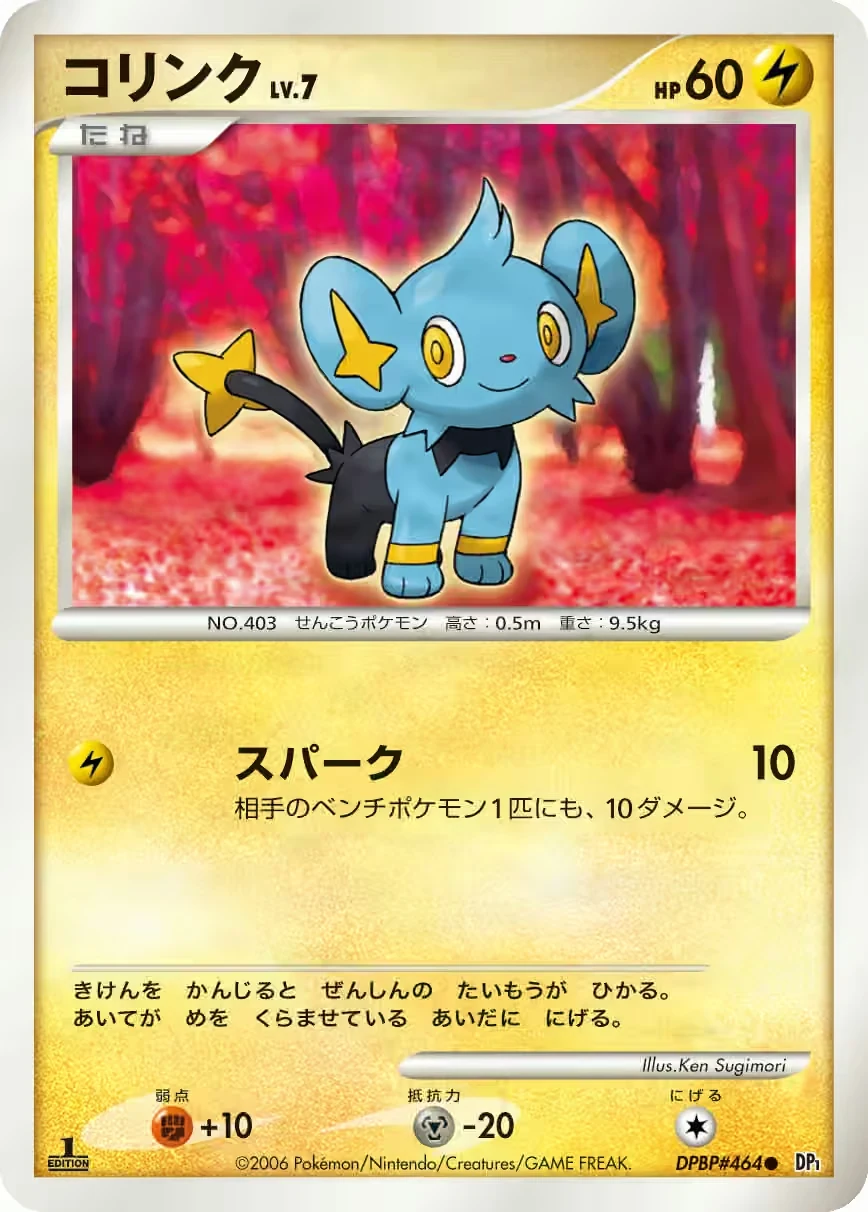 コリンク LV.7 HP 60
たね
NO.403 せんこうポケモン 高さ：0.5m 重さ：9.5kg
スパーク 10
相手のベンチポケモン1匹にも、10ダメージ。
きけんを かんじると ぜんしんの たいもうが ひかる。
あいてが めを くらませている あいだに にげる。
Illus.Ken Sugimori
弱点 抵抗力 にげる
+10 -20
1 EDITION ©2006 Pokémon/Nintendo/Creatures/GAME FREAK. DPBP#464● DP1